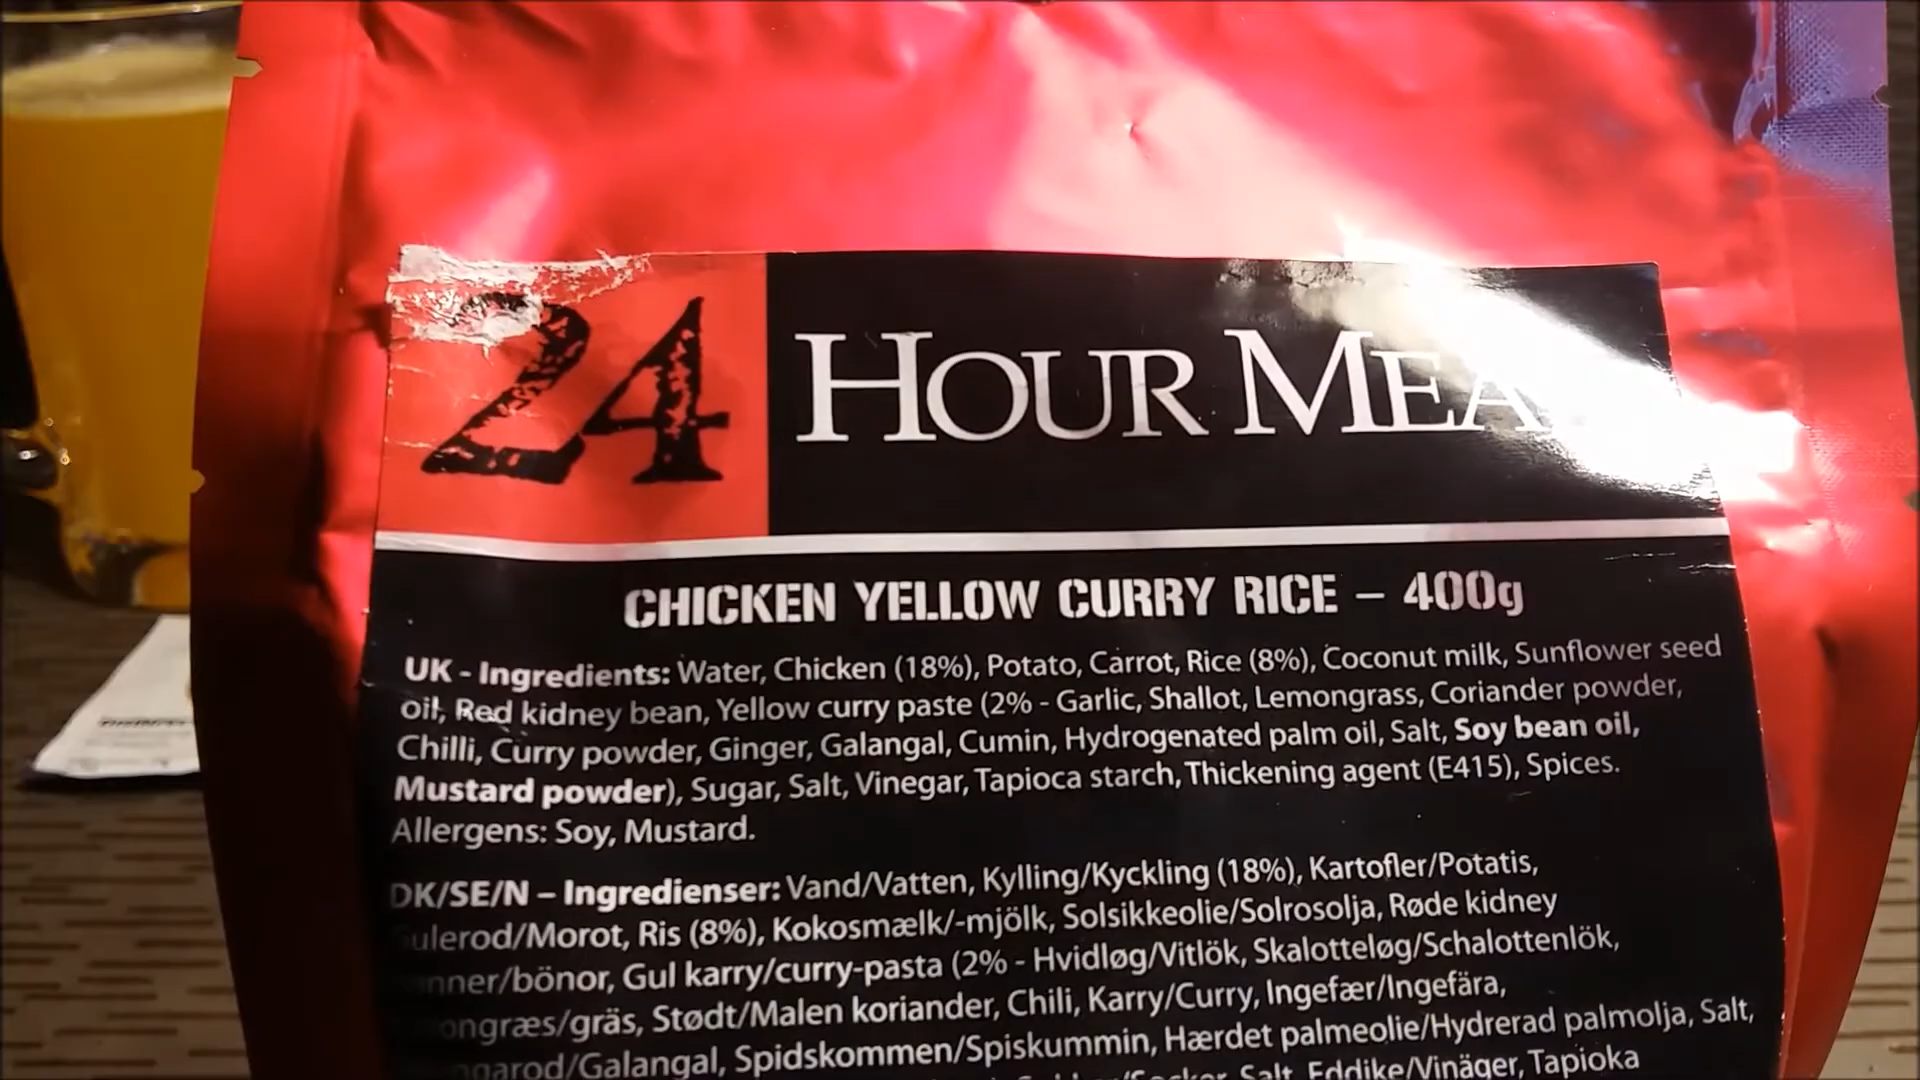 24 HOUR MEA
CHICKEN YELLOW CURRY RICE – 400g
UK - Ingredients: Water, Chicken (18%), Potato, Carrot, Rice (8%), Coconut milk, Sunflower seed
oil, Red kidney bean, Yellow curry paste (2% - Garlic, Shallot, Lemongrass, Coriander powder,
Chilli, Curry powder, Ginger, Galangal, Cumin, Hydrogenated palm oil, Salt, Soy bean oil,
Mustard powder), Sugar, Salt, Vinegar, Tapioca starch, Thickening agent (E415), Spices.
Allergens: Soy, Mustard.
DK/SE/N – Ingredienser: Vand/Vatten, Kylling/Kyckling (18%), Kartofler/Potatis,
ulerod/Morot, Ris (8%), Kokosmælk/-mjölk, Solsikkeolie/Solrosolja, Røde kidney
nner/bönor, Gul karry/curry-pasta (2% - Hvidløg/Vitlök, Skalotteløg/Schalottenlök,
ongræs/gräs, Stødt/Malen koriander, Chili, Karry/Curry, Ingefær/Ingefära,
ngarod/Galangal, Spidskommen/Spiskummin, Hærdet palmeolie/Hydrerad palmolja, Salt,
Salt, Eddike/Vinäger, Tapioka